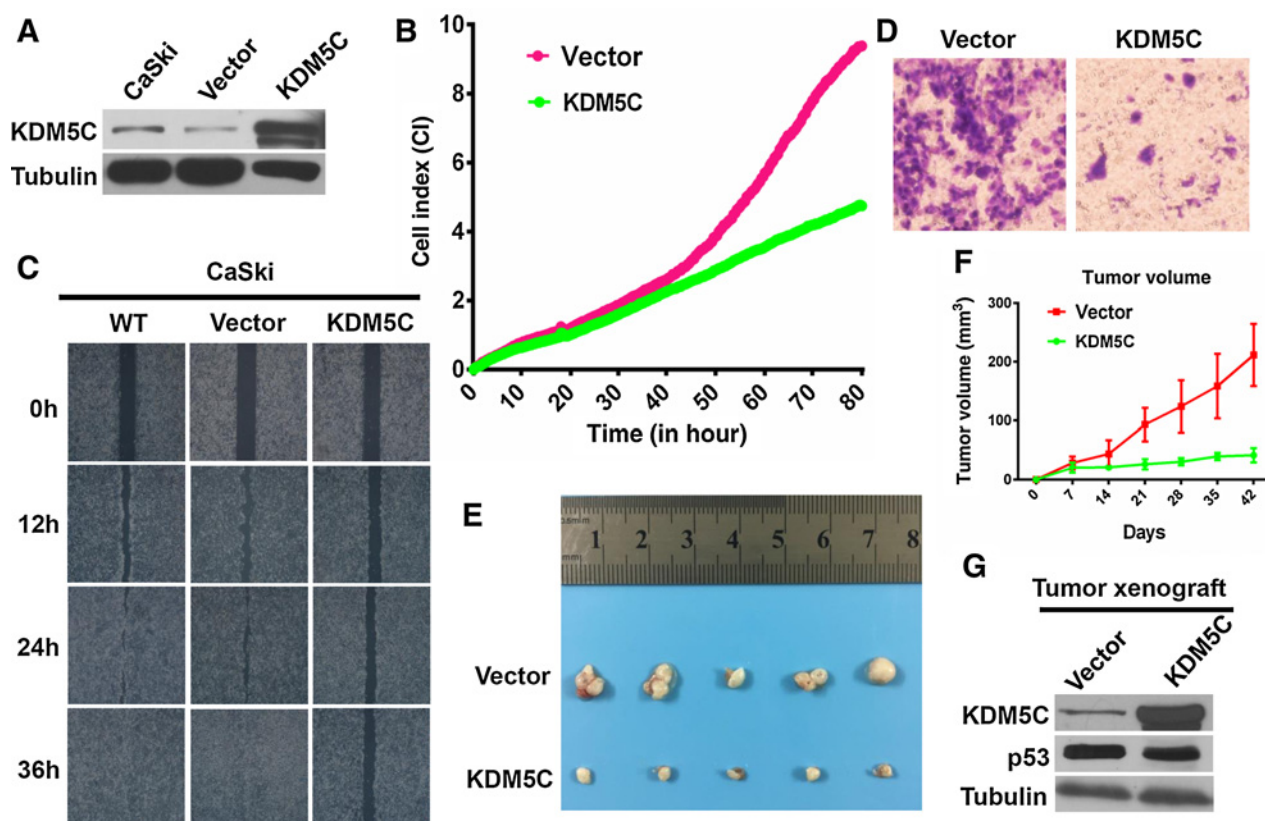 A
CaSki
Vector
KDM5C
KDM5C
Tubulin
B
Cell index (CI)
10
8
6
4
2
0
Vector
KDM5C
0
10
20
30
40
50
60
70
80
Time (in hour)
C
CaSki
WT
Vector
KDM5C
0h
12h
24h
36h
D
Vector
KDM5C
E
1 2 3 4 5 6 7 8
Vector
KDM5C
F
Tumor volume
Tumor volume (mm³)
300
200
100
0
Vector
KDM5C
0
7
14
21
28
35
42
Days
G
Tumor xenograft
Vector
KDM5C
KDM5C
p53
Tubulin